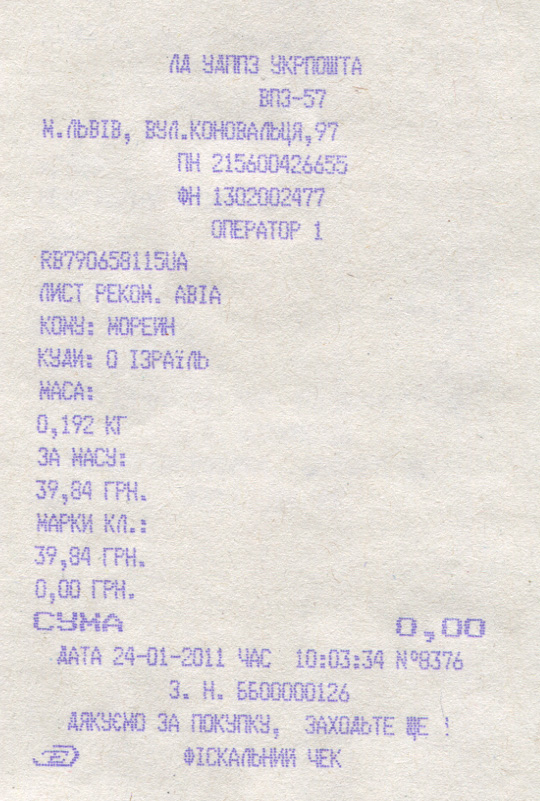 ЛД УДППЗ УКРПОШТА
ВПЗ-57
М.ЛЬВІВ, ВУЛ.КОНОВАЛЬЦЯ,97
ПН 215600426655
ФН 1302002477
ОПЕРАТОР 1
RB790658115UA
ЛИСТ РЕКОМ. АВІА
КОМУ: МОРЕЙН
КУДИ: 0 ІЗРАЇЛЬ
МАСА:
0,192 КГ
ЗА МАСУ:
39,84 ГРН.
МАРКИ КЛ.:
39,84 ГРН.
0,00 ГРН.
СУМА 0,00
ДАТА 24-01-2011 ЧАС 10:03:34 №8376
З. Н. ББ00000126
ДЯКУЄМО ЗА ПОКУПКУ, ЗАХОДЬТЕ ЩЕ !
ФІСКАЛЬНИЙ ЧЕК